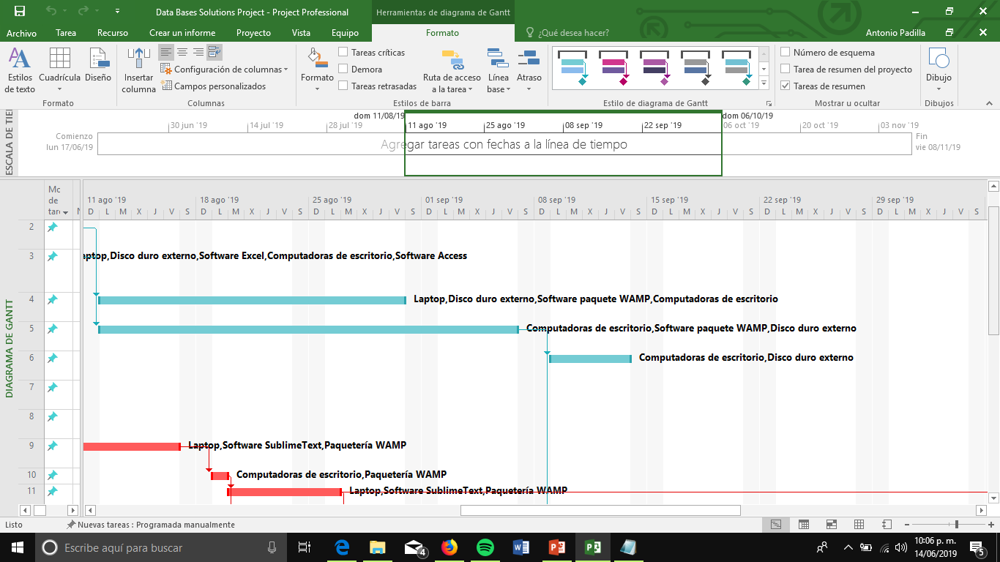 Data Bases Solutions Project - Project Professional
Herramientas de diagrama de Gantt
Archivo Tarea Recurso Crear un informe Proyecto Vista Equipo Formato ¿Qué desea hacer? Antonio Padilla
Estilos de texto
Cuadrícula
Diseño
Formato
Insertar columna
Configuración de columnas
Campos personalizados
Columnas
Formato
Tareas críticas
Demora
Tareas retrasadas
Ruta de acceso a la tarea
Línea base
Atraso
Estilos de barra
Estilo de diagrama de Gantt
Número de esquema
Tarea de resumen del proyecto
Tareas de resumen
Mostrar u ocultar
Dibujo
Dibujos
ESCALA DE TIE
dom 11/08/19 dom 06/10/19
30 jun '19 14 jul '19 28 jul '19 11 ago '19 25 ago '19 08 sep '19 22 sep '19 06 oct '19 20 oct '19 03 nov '19
Comienzo
lun 17/06/19
Agregar tareas con fechas a la línea de tiempo
Fin
vie 08/11/19
DIAGRAMA DE GANTT
Mc
de
tar
11 ago '19 18 ago '19 25 ago '19 01 sep '19 08 sep '19 15 sep '19 22 sep '19 29 sep '19
D L M X J V S D L M X J V S D L M X J V S D L M X J V S D L M X J V S D L M X J V S D L M X J V S D L M X J V S
2
3 aptop,Disco duro externo,Software Excel,Computadoras de escritorio,Software Access
4 Laptop,Disco duro externo,Software paquete WAMP,Computadoras de escritorio
5 Computadoras de escritorio,Software paquete WAMP,Disco duro externo
6 Computadoras de escritorio,Disco duro externo
7
8
9 Laptop,Software SublimeText,Paquetería WAMP
10 Computadoras de escritorio,Paquetería WAMP
11 Laptop,Software SublimeText,Paquetería WAMP
Listo Nuevas tareas : Programada manualmente
Escribe aquí para buscar
4
10:06 p. m.
14/06/2019
5